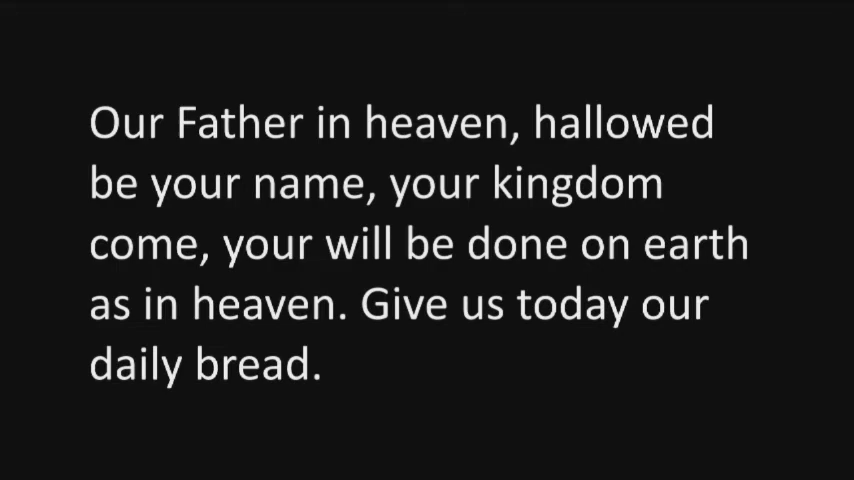 Our Father in heaven, hallowed
be your name, your kingdom
come, your will be done on earth
as in heaven. Give us today our
daily bread.